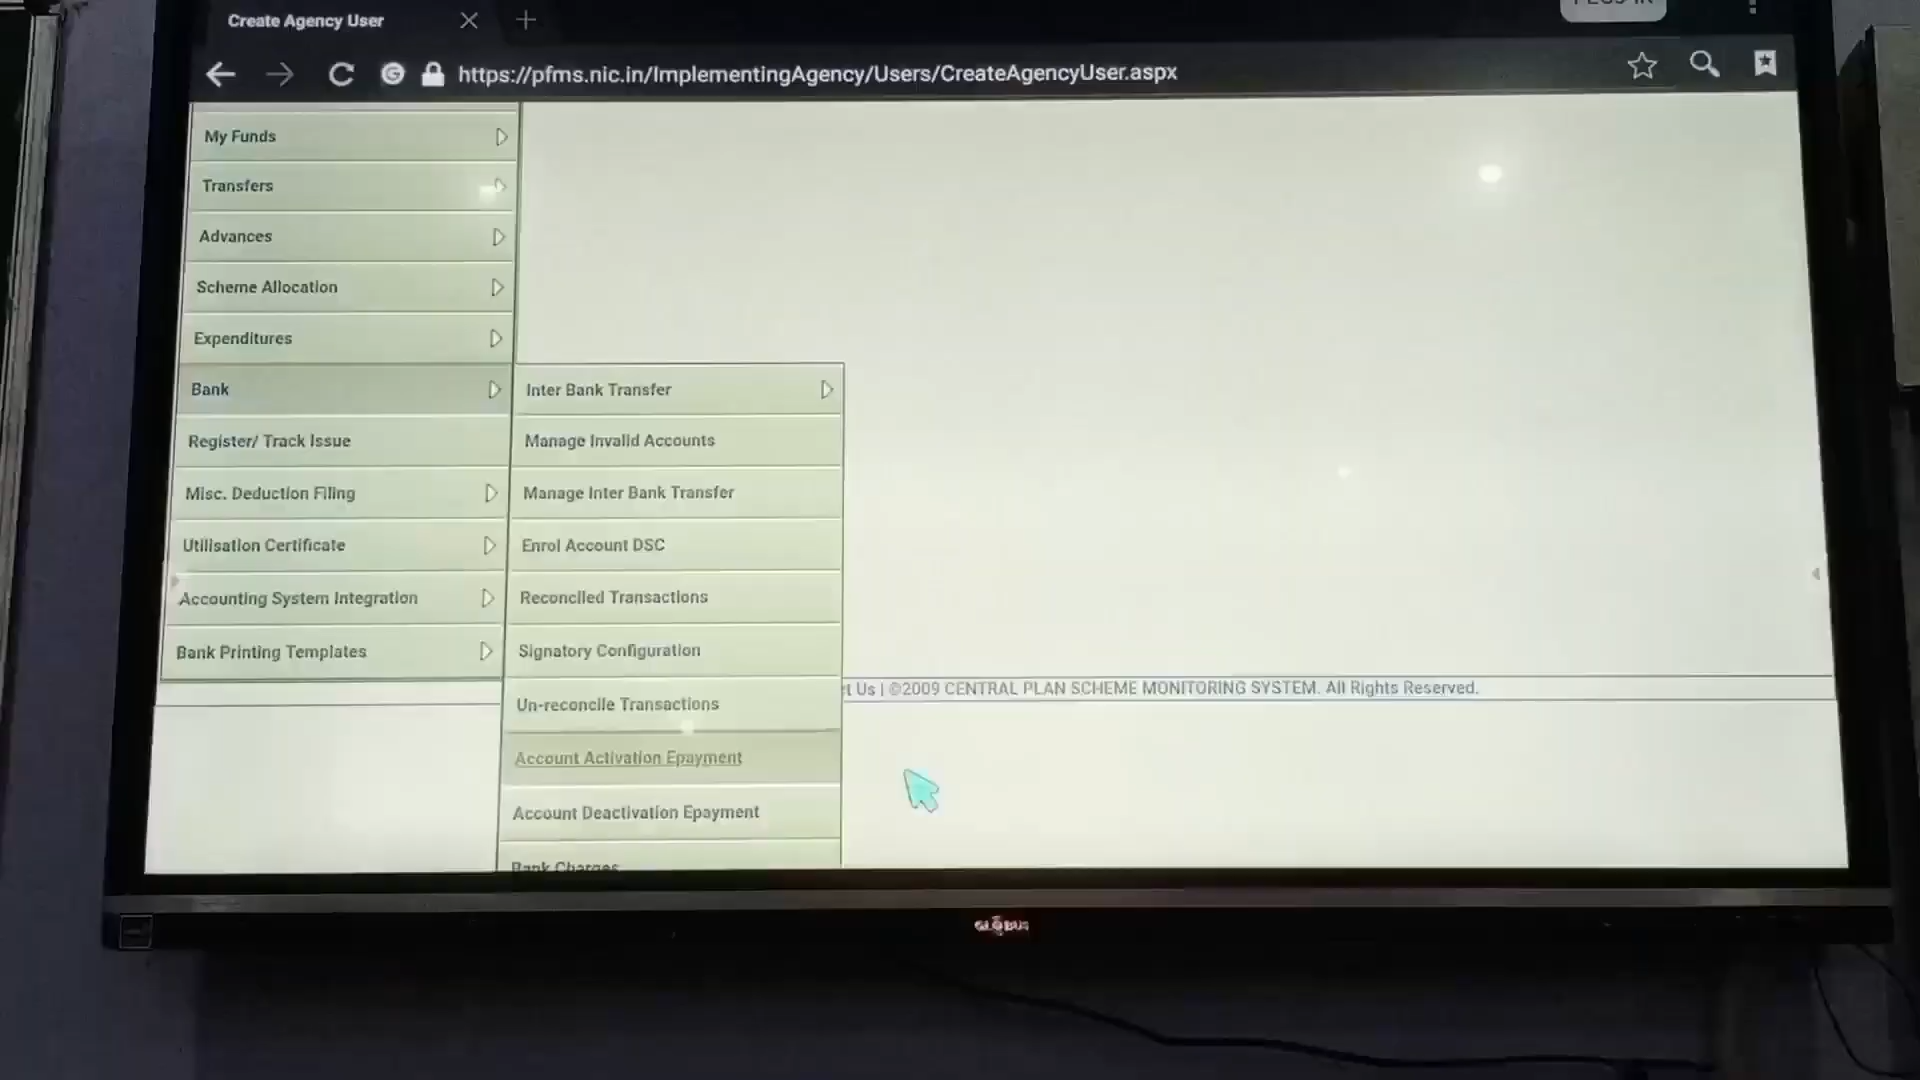 Create Agency User
https://pfms.nic.in/ImplementingAgency/Users/CreateAgencyUser.aspx
My Funds
Transfers
Advances
Scheme Allocation
Expenditures
Bank
Register/ Track Issue
Misc. Deduction Filing
Utilisation Certificate
Accounting System Integration
Bank Printing Templates
Inter Bank Transfer
Manage Invalid Accounts
Manage Inter Bank Transfer
Enrol Account DSC
Reconciled Transactions
Signatory Configuration
Un-reconcile Transactions
Account Activation Epayment
Account Deactivation Epayment
Bank Charges
t Us | ©2009 CENTRAL PLAN SCHEME MONITORING SYSTEM. All Rights Reserved.
GLOBUS